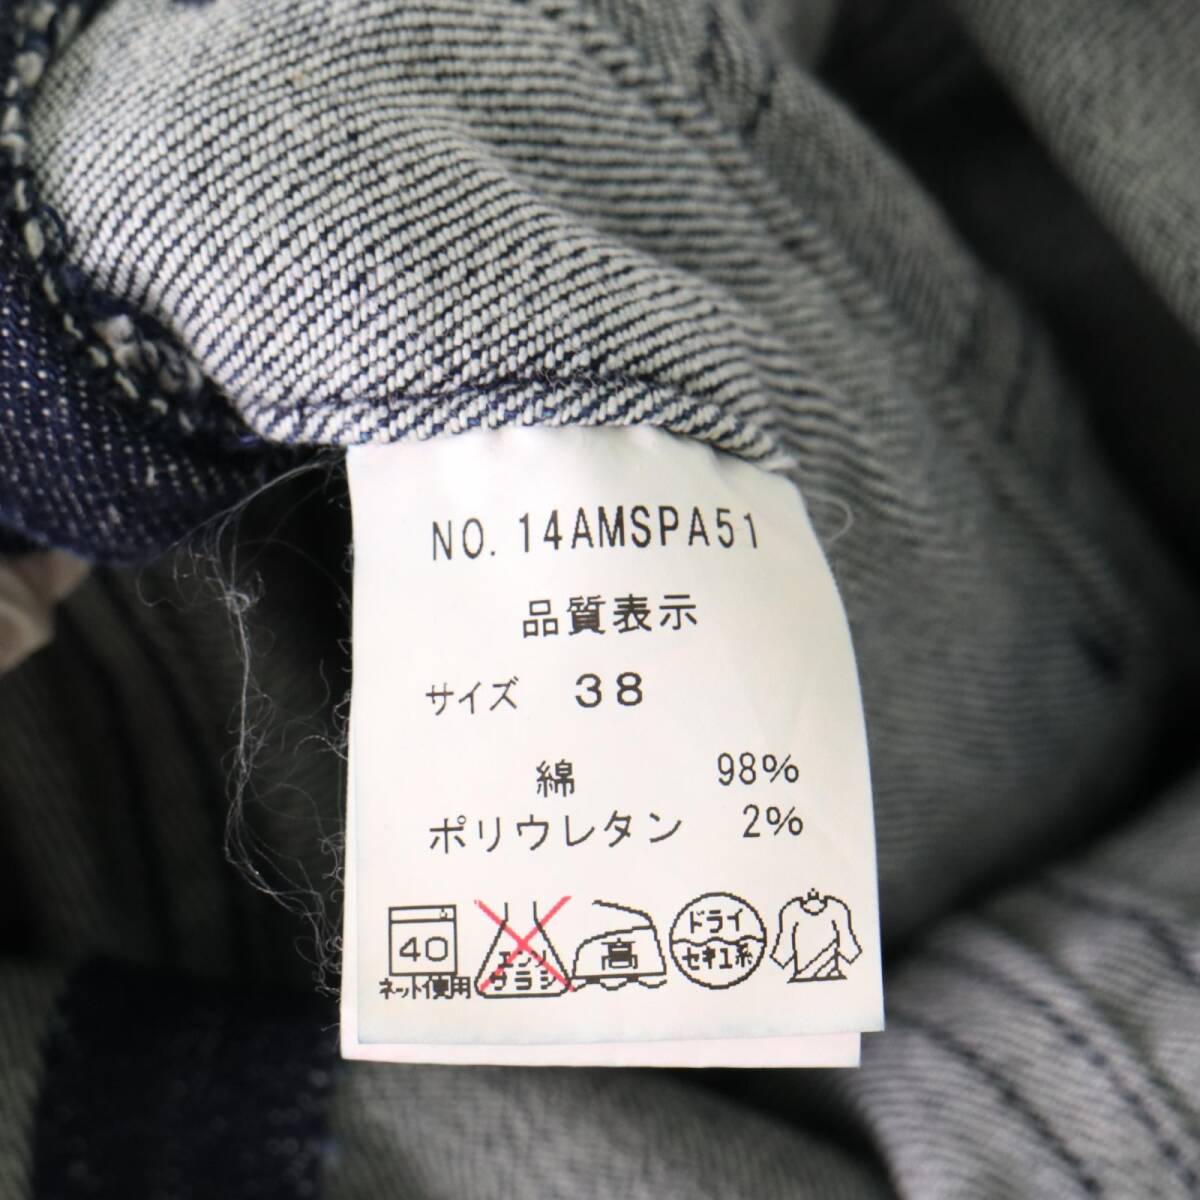 NO. 14AMSPA51
品質表示
サイズ 38
綿 98%
ポリウレタン 2%
40
ネット使用
エンソ
サラシ
高
ドライ
セキユ系